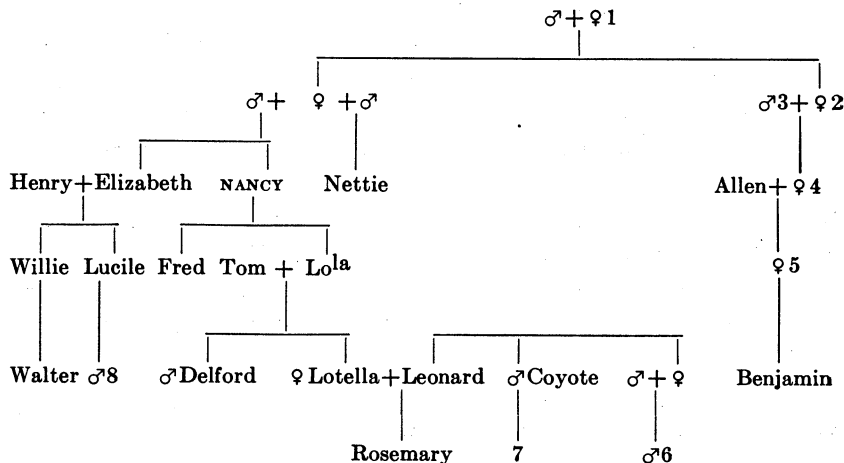 ♂+♀1
♂+ ♀ +♂ ♂3+♀2
Henry+Elizabeth NANCY Nettie Allen+♀4
Willie Lucile Fred Tom + Lola ♀5
Walter ♂8 ♂Delford ♀Lotella+Leonard ♂Coyote ♂+♀ Benjamin
Rosemary 7 ♂6